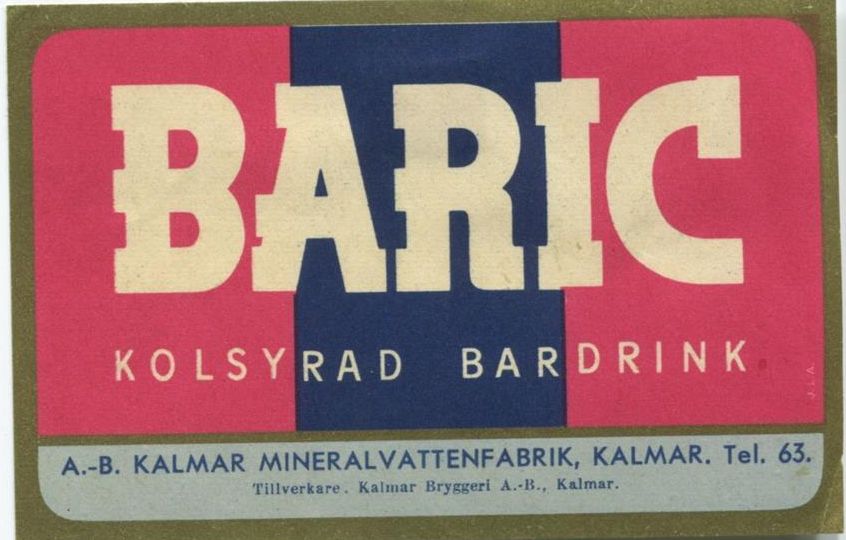 BARIC
KOLSYRAD BARDRINK
J.L.A.
A.-B. KALMAR MINERALVATTENFABRIK, KALMAR. Tel. 63.
Tillverkare. Kalmar Bryggeri A.-B., Kalmar.